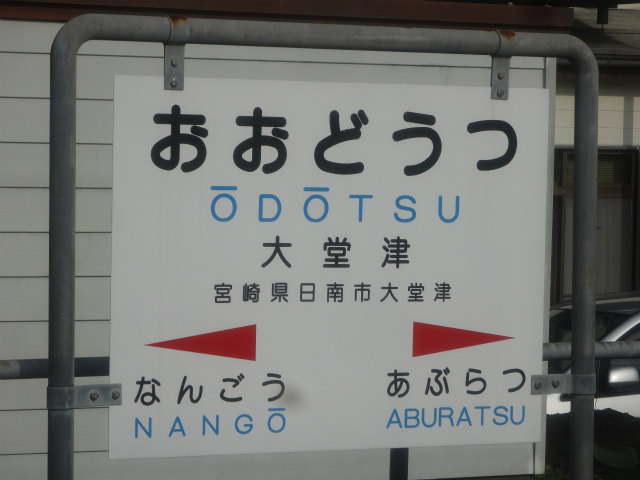 おおどうつ
ŌDŌTSU
大堂津
宮崎県日南市大堂津
なんごう あぶらつ
NANGŌ ABURATSU